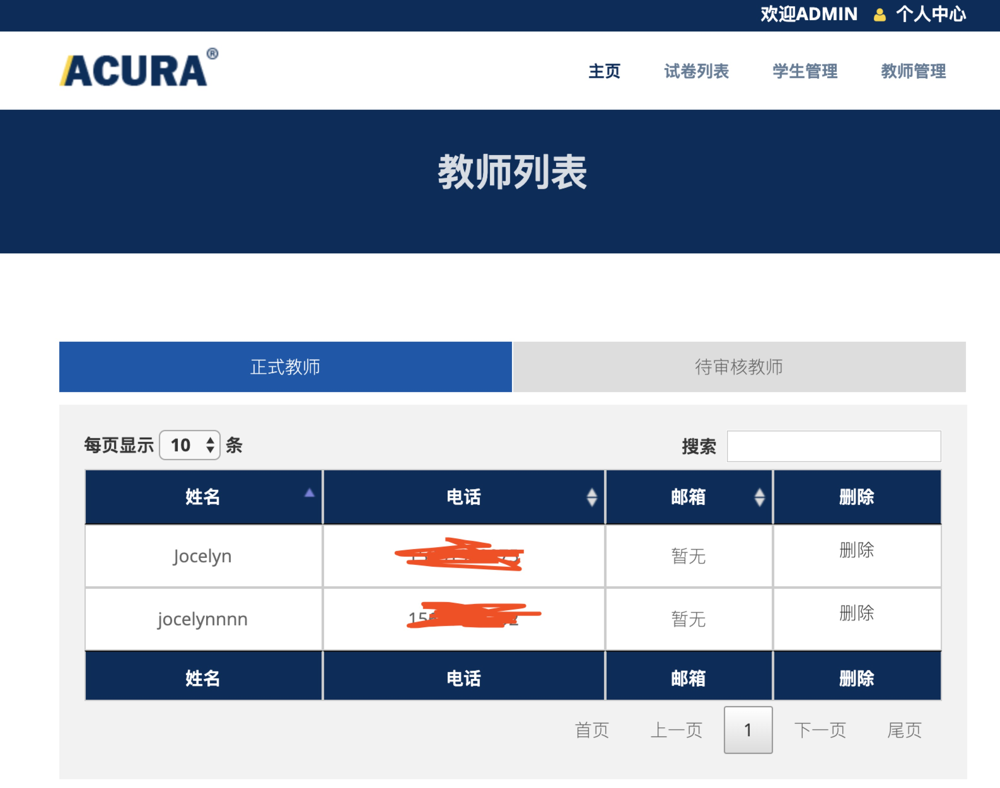 欢迎ADMIN 个人中心
ACURA®
主页 试卷列表 学生管理 教师管理
教师列表
正式教师 待审核教师
每页显示 10 条 搜索
姓名 电话 邮箱 删除
Jocelyn 暂无 删除
jocelynnnn 暂无 删除
姓名 电话 邮箱 删除
首页 上一页 1 下一页 尾页